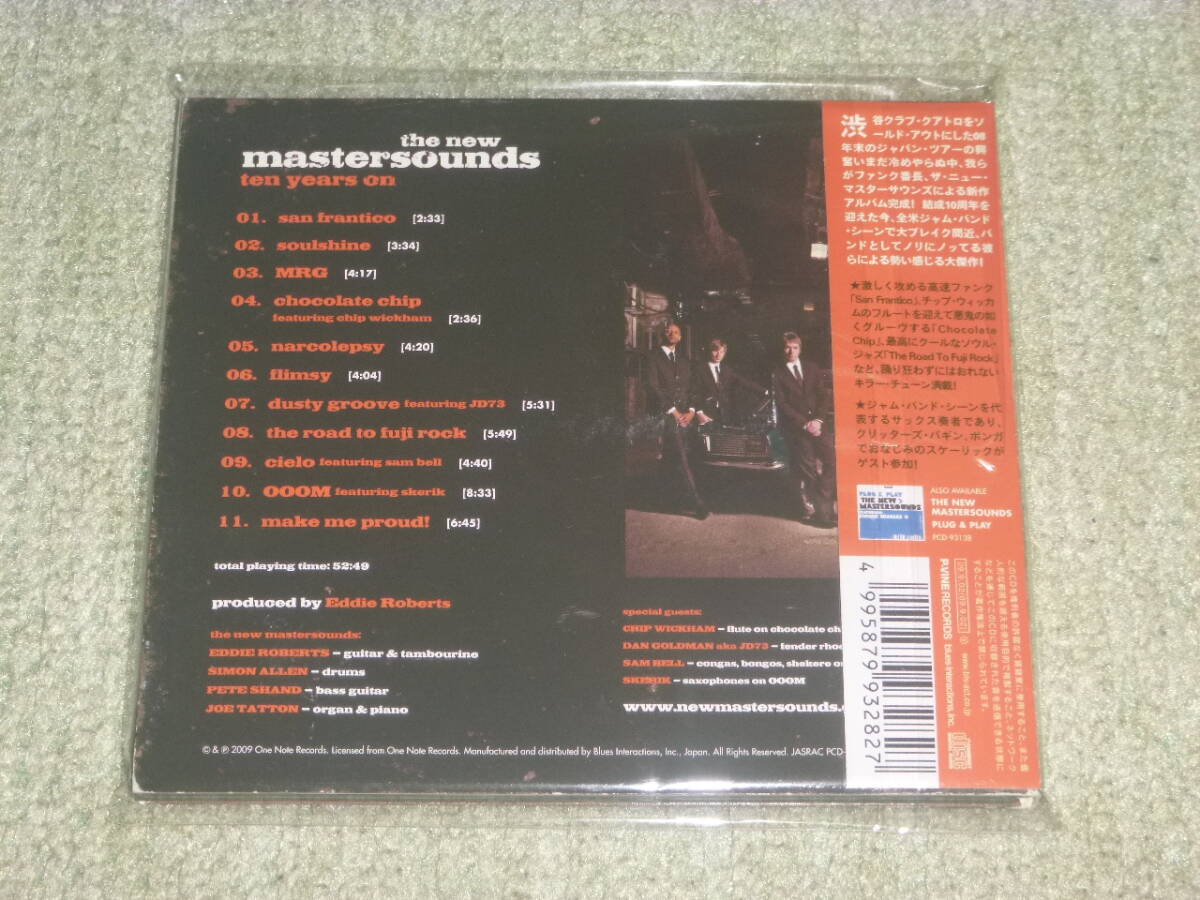 the new
mastersounds
ten years on
01. san frantico [2:33]
02. soulshine [3:34]
03. MRG [4:17]
04. chocolate chip
featuring chip wickham [2:36]
05. narcolepsy [4:20]
06. flimsy [4:04]
07. dusty groove featuring JD73 [5:31]
08. the road to fuji rock [5:49]
09. cielo featuring sam bell [4:40]
10. OOOM featuring skerik [8:33]
11. make me proud! [6:45]
total playing time: 52:49
produced by Eddie Roberts
the new mastersounds:
EDDIE ROBERTS – guitar & tambourine
SIMON ALLEN – drums
PETE SHAND – bass guitar
JOE TATTON – organ & piano
special guests:
CHIP WICKHAM – flute on chocolate ch
DAN GOLDMAN aka JD73 – fender rho
SAM BELL – congas, bongos, shekere o
SKERIK – saxophones on OOOM
www.newmastersounds.
© & ℗ 2009 One Note Records. Licensed from One Note Records. Manufactured and distributed by Blues Interactions, Inc., Japan. All Rights Reserved. JASRAC PCD-
渋谷クラブ・クアトロをソ
ールド・アウトにした08
年末のジャパン・ツアーの興
奮いまだ冷めやらぬ中、我ら
がファンク番長、ザ・ニュー・
マスターサウンズによる新作
アルバム完成! 結成10周年を
迎えた今、全米ジャム・バンド
・シーンで大ブレイク間近、バ
ンドとしてノリにノッてる彼
らによる勢い感じる大傑作!
★激しく攻める高速ファンク
「San Frantico」、チップ・ウィッカ
ムのフルートを迎えて悪鬼の如
くグルーヴする「Chocolate
Chip」、最高にクールなソウル・
ジャズ「The Road To Fuji Rock」
など、踊り狂わずにはおれない
キラー・チューン満載!
★ジャム・バンド・シーンを代
表するサックス奏者であり、
クリッターズ・バギン、ボンガ
でおなじみのスケーリックが
ゲスト参加!
PLUG & PLAY
THE NEW
MASTERSOUNDS
ALSO AVAILABLE
THE NEW
MASTERSOUNDS
PLUG & PLAY
PCD-93138
4 995879 932827
P-VINE RECORDS blues interactions, inc.